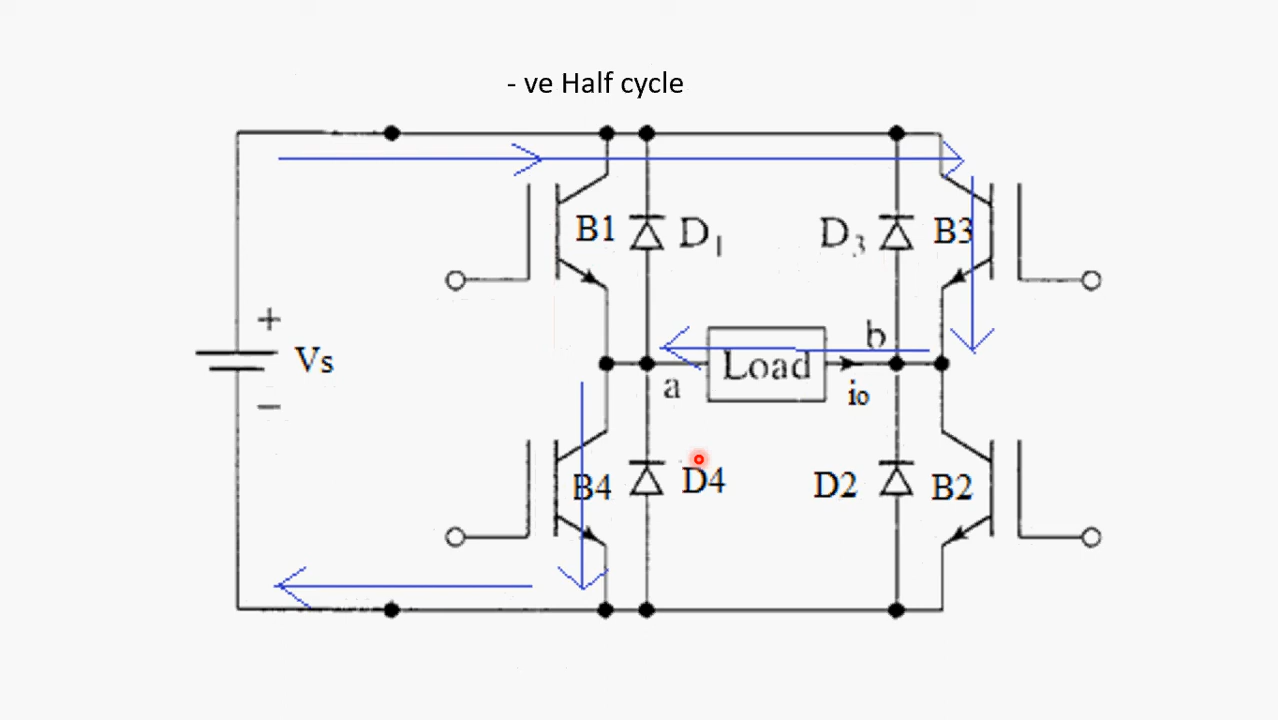 - ve Half cycle
B1
D1
D3
B3
+
Vs
−
b
Load
a
io
B4
D4
D2
B2